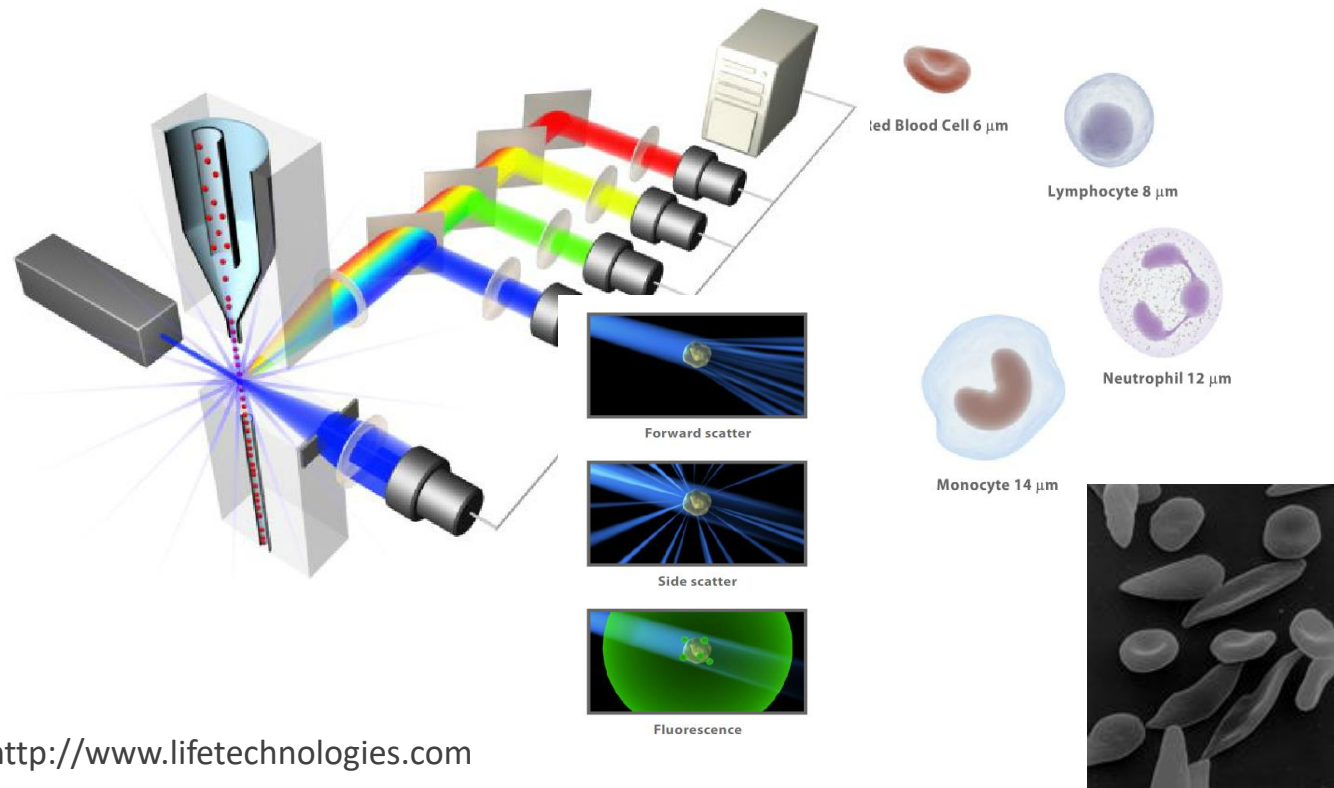 Red Blood Cell 6 μm
Lymphocyte 8 μm
Neutrophil 12 μm
Monocyte 14 μm
Forward scatter
Side scatter
Fluorescence
http://www.lifetechnologies.com